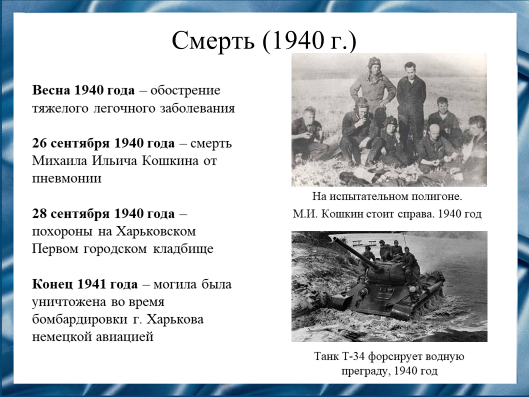 Смерть (1940 г.)
Весна 1940 года – обострение
тяжелого легочного заболевания
26 сентября 1940 года – смерть
Михаила Ильича Кошкина от
пневмонии
28 сентября 1940 года –
похороны на Харьковском
Первом городском кладбище
Конец 1941 года – могила была
уничтожена во время
бомбардировки г. Харькова
немецкой авиацией
На испытательном полигоне.
М.И. Кошкин стоит справа. 1940 год
Танк Т-34 форсирует водную
преграду, 1940 год